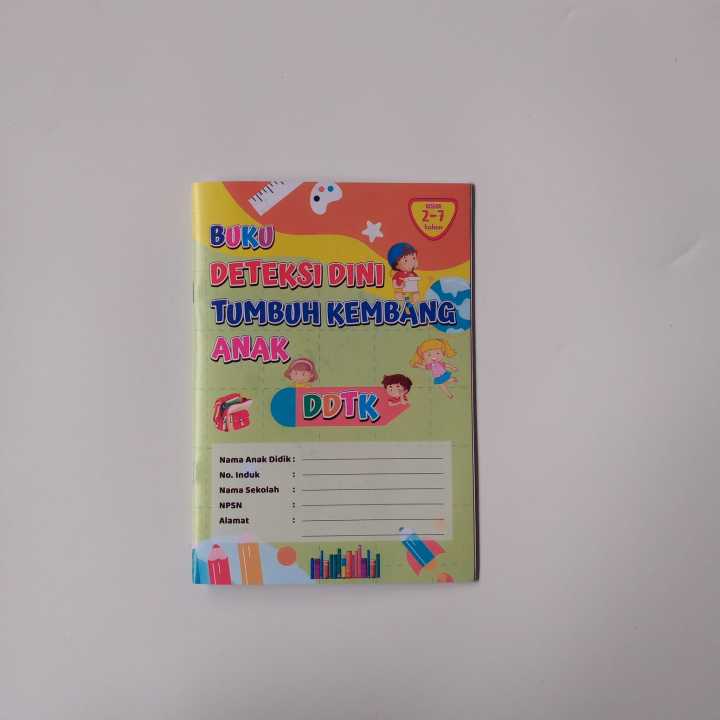 USIA
2-7
tahun
BUKU
DETEKSI DINI
TUMBUH KEMBANG
ANAK
DDTK
Nama Anak Didik :
No. Induk :
Nama Sekolah :
NPSN :
Alamat :